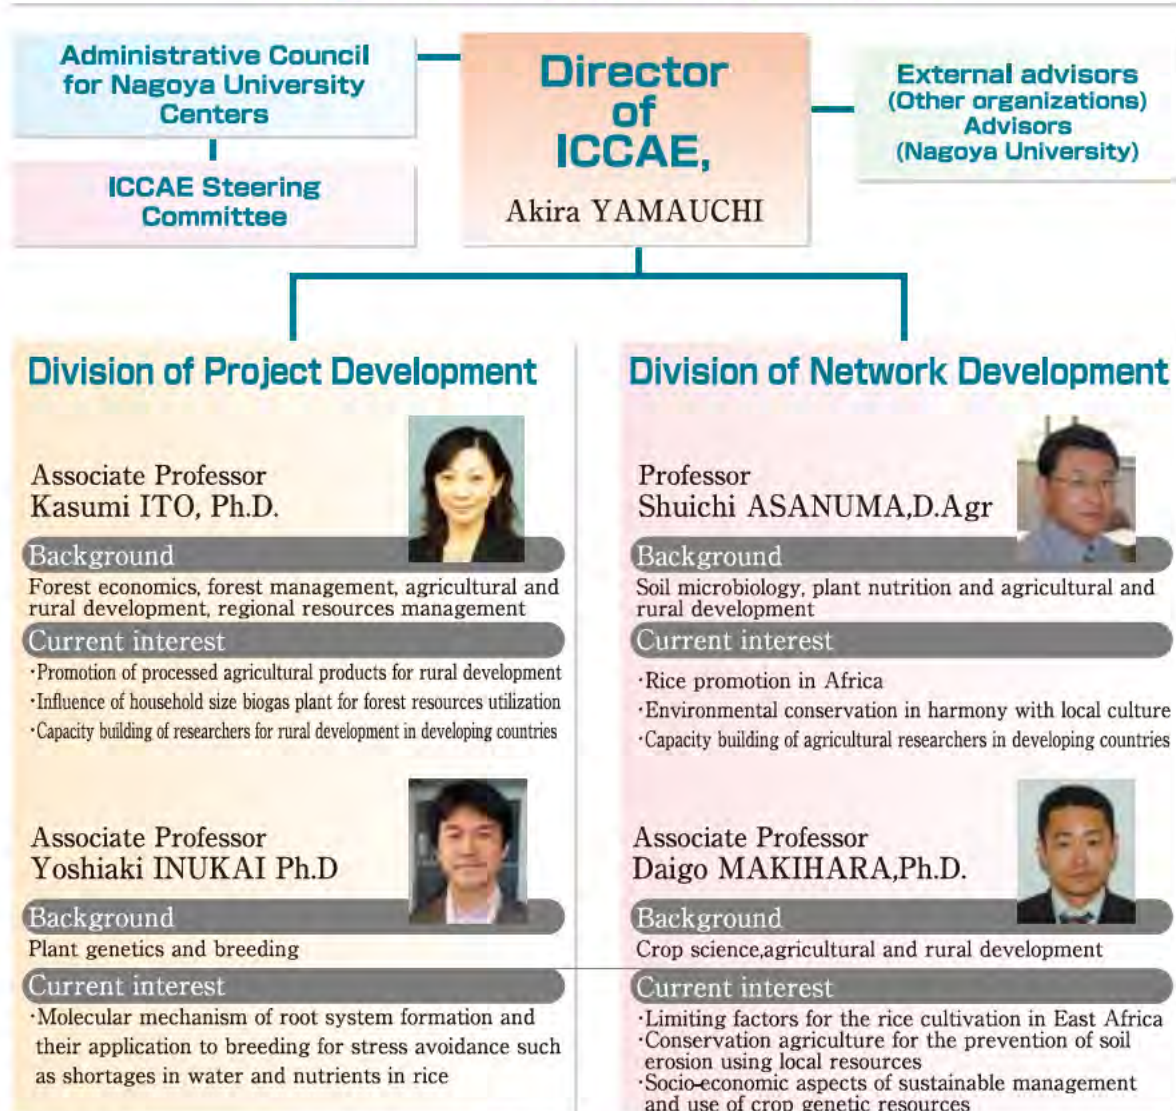 Administrative Council
for Nagoya University
Centers
ICCAE Steering
Committee
Director
of
ICCAE,
Akira YAMAUCHI
External advisors
(Other organizations)
Advisors
(Nagoya University)
Division of Project Development
Associate Professor
Kasumi ITO, Ph.D.
Background
Forest economics, forest management, agricultural and
rural development, regional resources management
Current interest
·Promotion of processed agricultural products for rural development
·Influence of household size biogas plant for forest resources utilization
·Capacity building of researchers for rural development in developing countries
Associate Professor
Yoshiaki INUKAI Ph.D
Background
Plant genetics and breeding
Current interest
·Molecular mechanism of root system formation and
their application to breeding for stress avoidance such
as shortages in water and nutrients in rice
Division of Network Development
Professor
Shuichi ASANUMA,D.Agr
Background
Soil microbiology, plant nutrition and agricultural and
rural development
Current interest
·Rice promotion in Africa
·Environmental conservation in harmony with local culture
·Capacity building of agricultural researchers in developing countries
Associate Professor
Daigo MAKIHARA,Ph.D.
Background
Crop science,agricultural and rural development
Current interest
·Limiting factors for the rice cultivation in East Africa
·Conservation agriculture for the prevention of soil
erosion using local resources
·Socio-economic aspects of sustainable management
and use of crop genetic resources